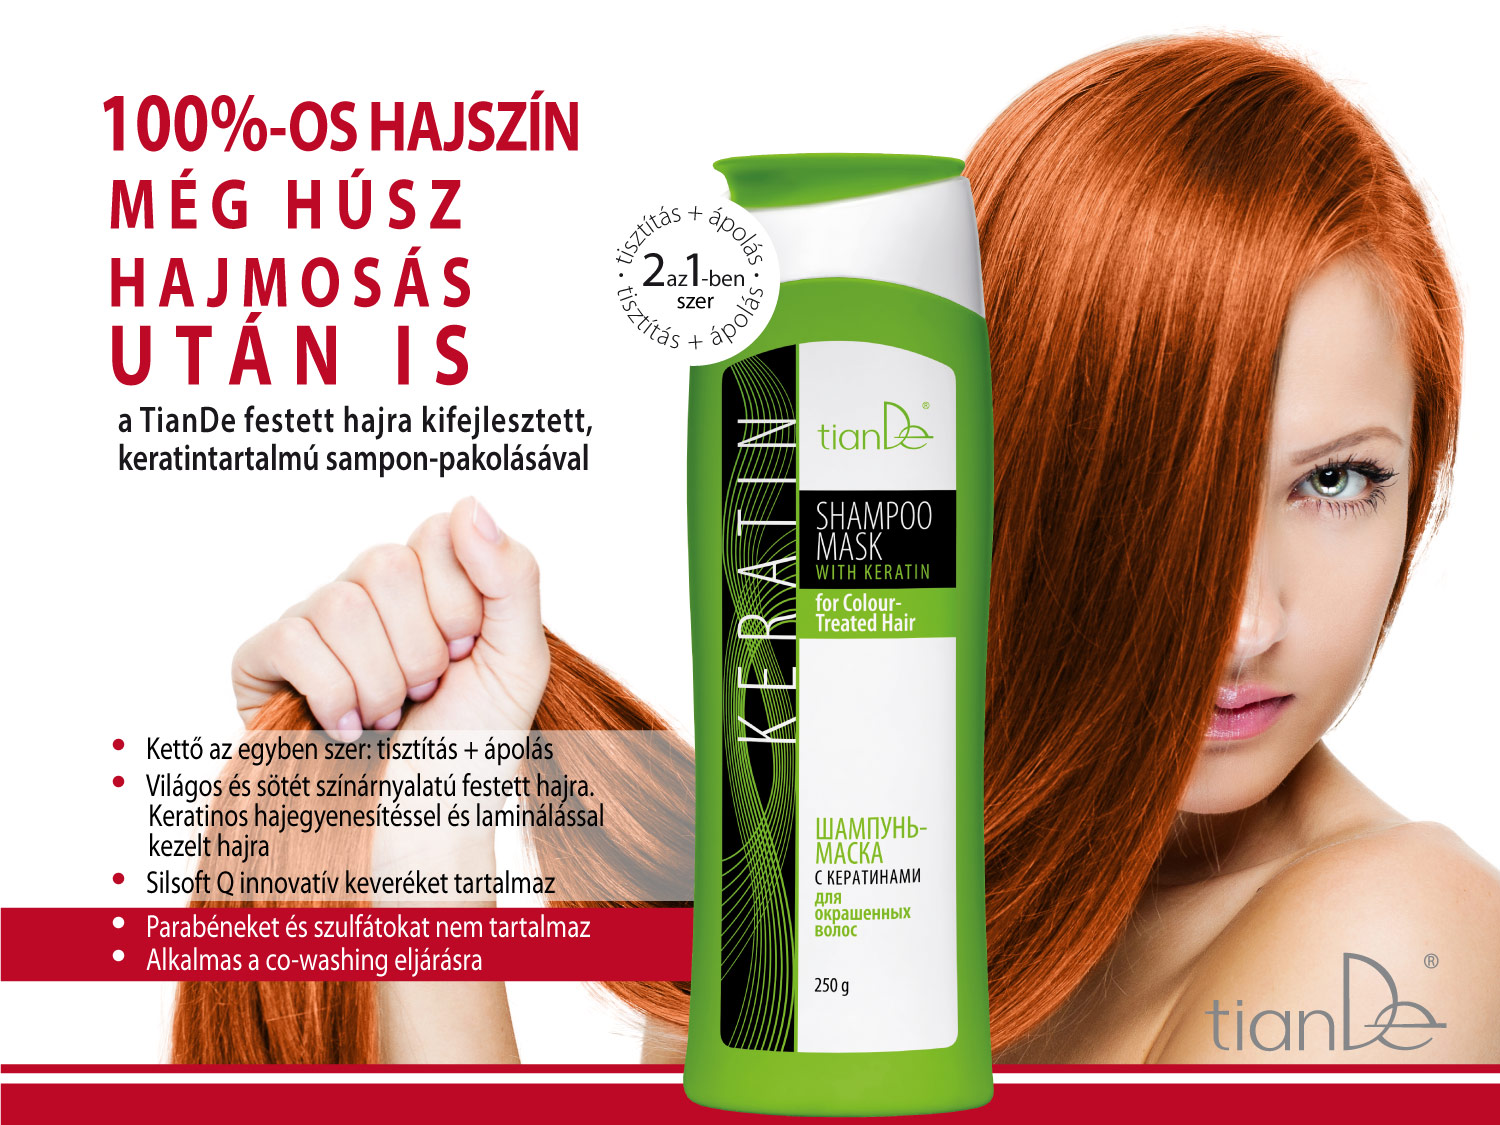 100%-OS HAJSZÍN
MÉG HÚSZ
HAJMOSÁS
UTÁN IS
a TianDe festett hajra kifejlesztett,
keratintartalmú sampon-pakolásával
tisztítás + ápolás
2az1-ben
szer
tisztítás + ápolás
KERATIN
tianDe®
SHAMPOO
MASK
WITH KERATIN
for Colour-
Treated Hair
ШАМПУНЬ-
МАСКА
С КЕРАТИНАМИ
для
окрашенных
волос
250 g
• Kettő az egyben szer: tisztítás + ápolás
• Világos és sötét színárnyalatú festett hajra.
Keratinos hajegyenesítéssel és laminálással
kezelt hajra
• Silsoft Q innovatív keveréket tartalmaz
• Parabéneket és szulfátokat nem tartalmaz
• Alkalmas a co-washing eljárásra
tianDe®